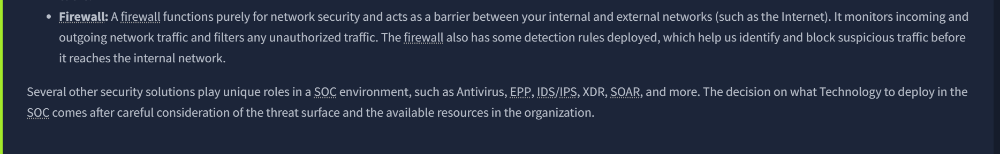 • Firewall: A firewall functions purely for network security and acts as a barrier between your internal and external networks (such as the Internet). It monitors incoming and
outgoing network traffic and filters any unauthorized traffic. The firewall also has some detection rules deployed, which help us identify and block suspicious traffic before
it reaches the internal network.
Several other security solutions play unique roles in a SOC environment, such as Antivirus, EPP, IDS/IPS, XDR, SOAR, and more. The decision on what Technology to deploy in the
SOC comes after careful consideration of the threat surface and the available resources in the organization.